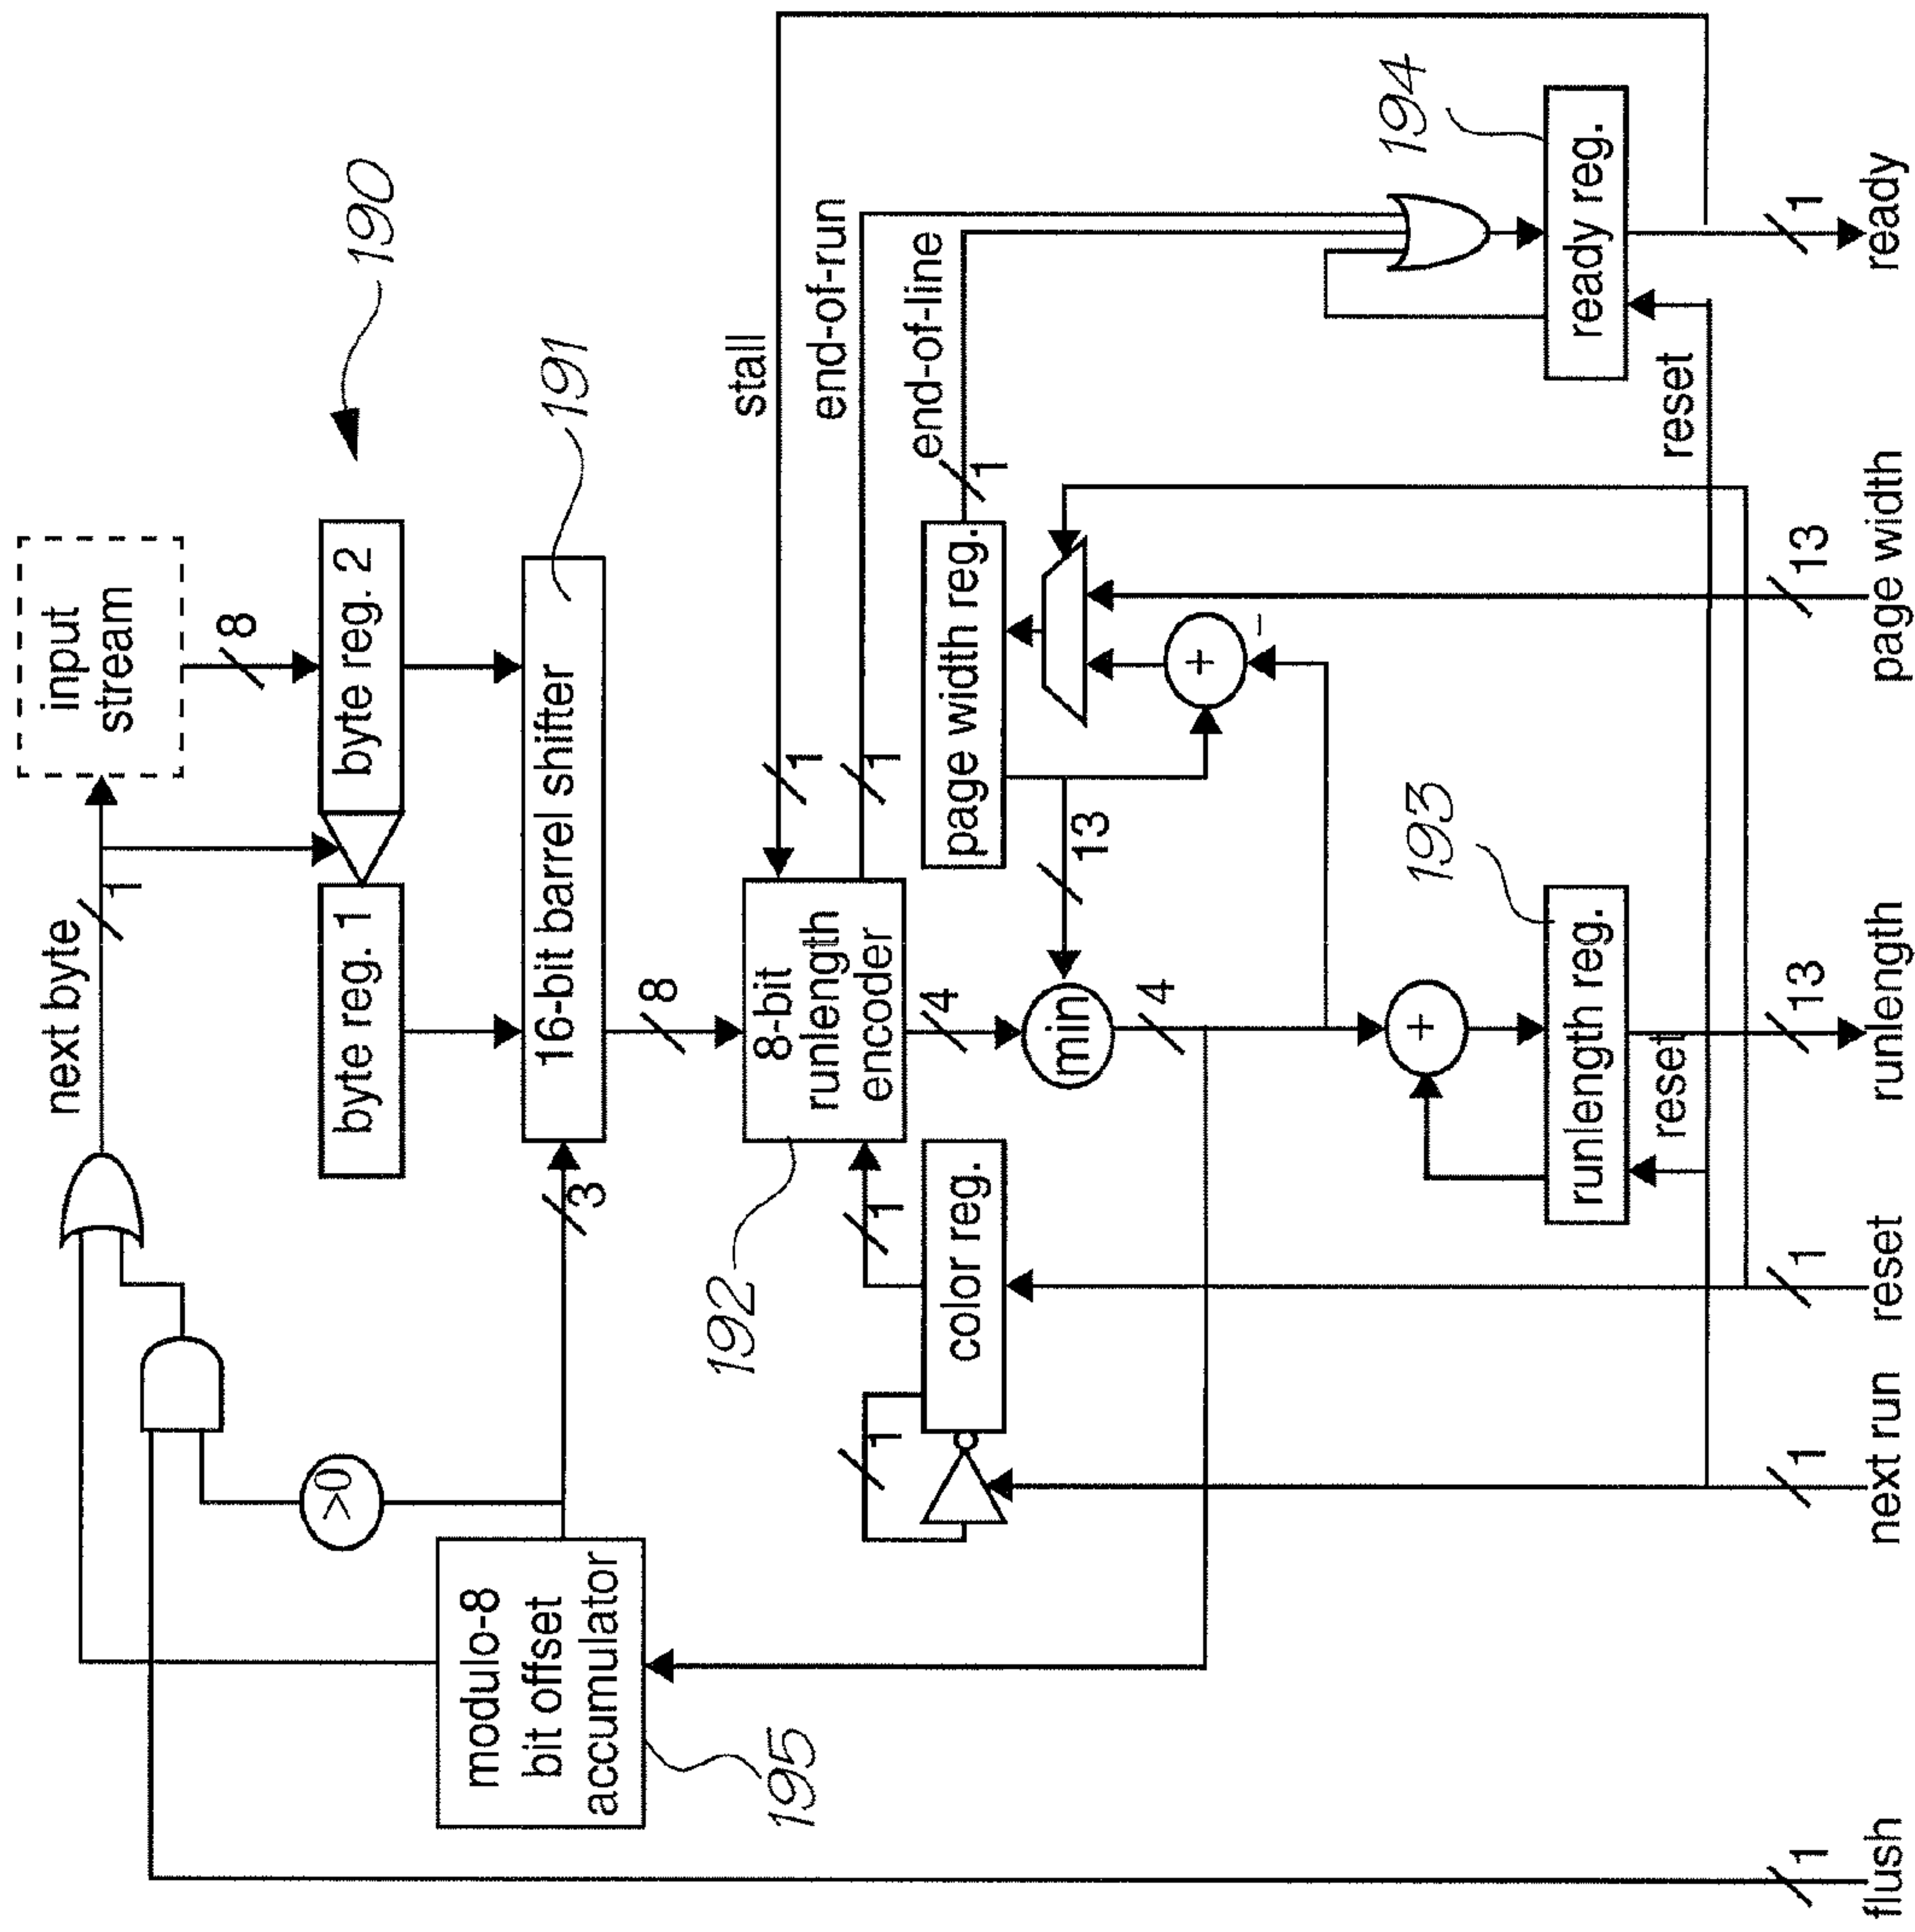 190
input
stream
next byte
1
8
byte reg. 1
byte reg. 2
191
16-bit barrel shifter
>0
3
modulo-8
bit offset
accumulator
195
8
8-bit
runlength
encoder
192
stall
1
end-of-run
1
end-of-line
1
4
min
4
13
page width reg.
+
−
color reg.
1
1
+
193
runlength reg.
reset
194
ready reg.
reset
1
flush
1
next run
1
reset
13
runlength
13
page width
1
ready